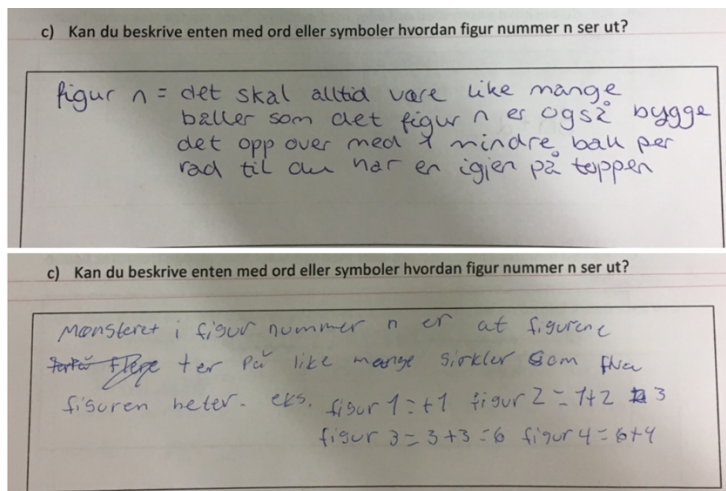 c) Kan du beskrive enten med ord eller symboler hvordan figur nummer n ser ut?
figur n = det skal alltid være like mange
baller som det figur n er også bygge
det opp over med 1 mindre ball per
rad til du har en igjen på toppen
c) Kan du beskrive enten med ord eller symboler hvordan figur nummer n ser ut?
Mønsteret i figur nummer n er at figurene
ter på like mange sirkler som hva
figuren heter. eks. figur 1 = +1 figur 2 = 1+2 3
figur 3 = 3+3 = 6 figur 4 = 6+4